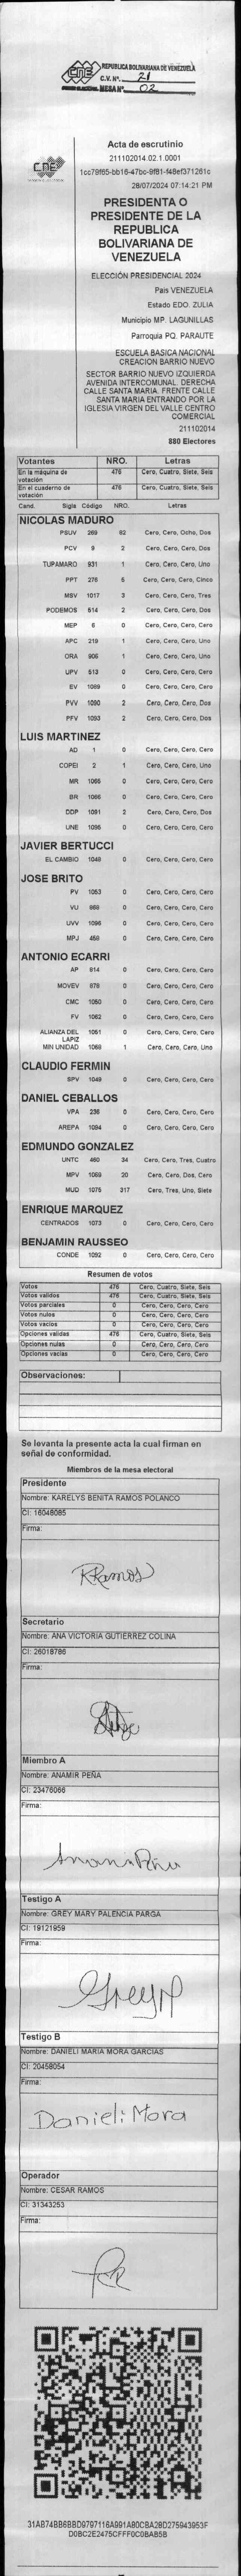 CNE REPUBLICA BOLIVARIANA DE VENEZUELA
C.V. Nº. 21
MESA Nº 02
Acta de escrutinio
211102014.02.1.0001
1cc79f65-bb16-47bc-9f81-f48ef371261c
28/07/2024 07:14:21 PM
PRESIDENTA O
PRESIDENTE DE LA
REPUBLICA
BOLIVARIANA DE
VENEZUELA
ELECCIÓN PRESIDENCIAL 2024
Pais VENEZUELA
Estado EDO. ZULIA
Municipio MP. LAGUNILLAS
Parroquia PQ. PARAUTE
ESCUELA BASICA NACIONAL
CREACION BARRIO NUEVO
SECTOR BARRIO NUEVO IZQUIERDA
AVENIDA INTERCOMUNAL. DERECHA
CALLE SANTA MARIA. FRENTE CALLE
SANTA MARIA ENTRANDO POR LA
IGLESIA VIRGEN DEL VALLE CENTRO
COMERCIAL
211102014
880 Electores
Votantes NRO. Letras
En la máquina de votación 476 Cero, Cuatro, Siete, Seis
En el cuaderno de votación 476 Cero, Cuatro, Siete, Seis
Cand. Sigla Código NRO. Letras
NICOLAS MADURO
PSUV 269 82 Cero, Cero, Ocho, Dos
PCV 9 2 Cero, Cero, Cero, Dos
TUPAMARO 931 1 Cero, Cero, Cero, Uno
PPT 276 5 Cero, Cero, Cero, Cinco
MSV 1017 3 Cero, Cero, Cero, Tres
PODEMOS 514 2 Cero, Cero, Cero, Dos
MEP 6 0 Cero, Cero, Cero, Cero
APC 219 1 Cero, Cero, Cero, Uno
ORA 906 1 Cero, Cero, Cero, Uno
UPV 513 0 Cero, Cero, Cero, Cero
EV 1089 0 Cero, Cero, Cero, Cero
PVV 1090 2 Cero, Cero, Cero, Dos
PFV 1093 2 Cero, Cero, Cero, Dos
LUIS MARTINEZ
AD 1 0 Cero, Cero, Cero, Cero
COPEI 2 1 Cero, Cero, Cero, Uno
MR 1065 0 Cero, Cero, Cero, Cero
BR 1086 0 Cero, Cero, Cero, Cero
DDP 1091 2 Cero, Cero, Cero, Dos
UNE 1095 0 Cero, Cero, Cero, Cero
JAVIER BERTUCCI
EL CAMBIO 1048 0 Cero, Cero, Cero, Cero
JOSE BRITO
PV 1053 0 Cero, Cero, Cero, Cero
VU 868 0 Cero, Cero, Cero, Cero
UVV 1096 0 Cero, Cero, Cero, Cero
MPJ 458 0 Cero, Cero, Cero, Cero
ANTONIO ECARRI
AP 614 0 Cero, Cero, Cero, Cero
MOVEV 878 0 Cero, Cero, Cero, Cero
CMC 1050 0 Cero, Cero, Cero, Cero
FV 1062 0 Cero, Cero, Cero, Cero
ALIANZA DEL LAPIZ 1051 0 Cero, Cero, Cero, Cero
MIN UNIDAD 1068 1 Cero, Cero, Cero, Uno
CLAUDIO FERMIN
SPV 1049 0 Cero, Cero, Cero, Cero
DANIEL CEBALLOS
VPA 236 0 Cero, Cero, Cero, Cero
AREPA 1094 0 Cero, Cero, Cero, Cero
EDMUNDO GONZALEZ
UNTC 460 34 Cero, Cero, Tres, Cuatro
MPV 1069 20 Cero, Cero, Dos, Cero
MUD 1075 317 Cero, Tres, Uno, Siete
ENRIQUE MARQUEZ
CENTRADOS 1073 0 Cero, Cero, Cero, Cero
BENJAMIN RAUSSEO
CONDE 1092 0 Cero, Cero, Cero, Cero
Resumen de votos
Votos 476 Cero, Cuatro, Siete, Seis
Votos validos 476 Cero, Cuatro, Siete, Seis
Votos parciales 0 Cero, Cero, Cero, Cero
Votos nulos 0 Cero, Cero, Cero, Cero
Votos vacios 0 Cero, Cero, Cero, Cero
Opciones validas 476 Cero, Cuatro, Siete, Seis
Opciones nulas 0 Cero, Cero, Cero, Cero
Opciones vacias 0 Cero, Cero, Cero, Cero
Observaciones:
Se levanta la presente acta la cual firman en
señal de conformidad.
Miembros de la mesa electoral
Presidente
Nombre: KARELYS BENITA RAMOS POLANCO
CI: 16048085
Firma:
KRamos
Secretario
Nombre: ANA VICTORIA GUTIERREZ COLINA
CI: 26018786
Firma:
Miembro A
Nombre: ANAMIR PEÑA
CI: 23476066
Firma:
Testigo A
Nombre: GREY MARY PALENCIA PARGA
CI: 19121959
Firma:
GreyP
Testigo B
Nombre: DANIELI MARIA MORA GARCIAS
CI: 20458054
Firma:
Danieli Mora
Operador
Nombre: CESAR RAMOS
CI: 31343253
Firma:
31AB74BB6BBD9797116A991A80CBA2BD275943953F
D0BC2E2475CFFF0C0BAB5B